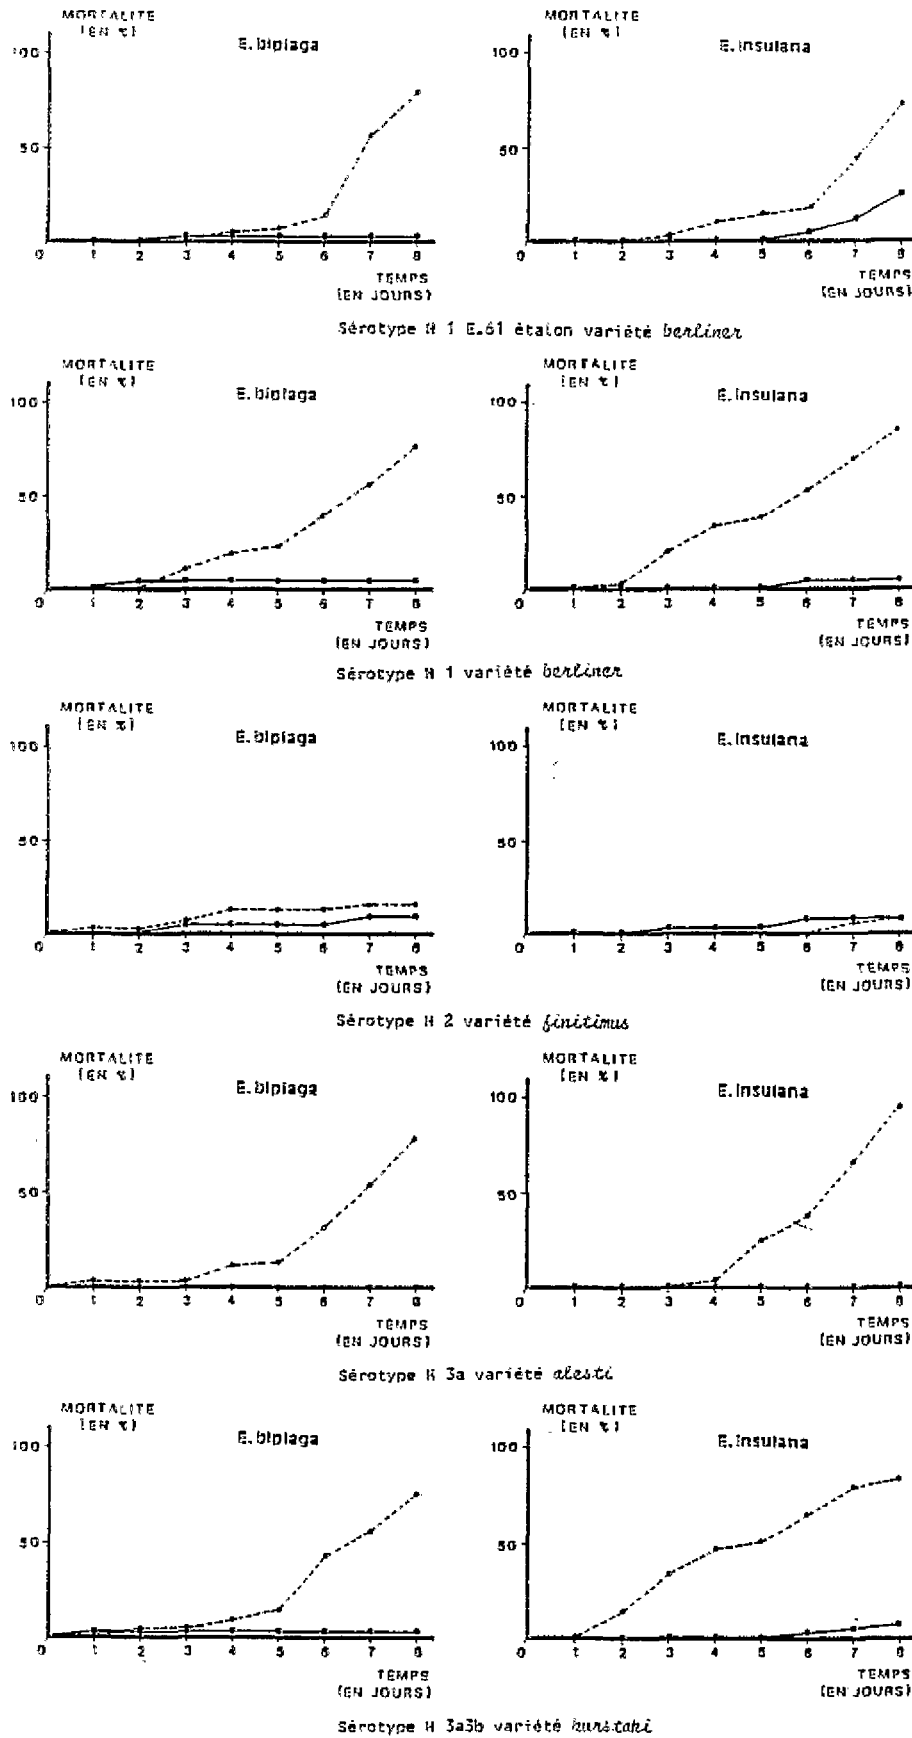 MORTALITE MORTALITE
(EN %) (EN %)
E. biplaga E. insulana
100 100
50 50
0 1 2 3 4 5 6 7 8 0 1 2 3 4 5 6 7 8
TEMPS TEMPS
(EN JOURS) (EN JOURS)
Sérotype H 1 E.61 étalon variété berliner
MORTALITE MORTALITE
(EN %) (EN %)
E. biplaga E. insulana
100 100
50 50
0 1 2 3 4 5 6 7 8 0 1 2 3 4 5 6 7 8
TEMPS TEMPS
(EN JOURS) (EN JOURS)
Sérotype H 1 variété berliner
MORTALITE MORTALITE
(EN %) (EN %)
E. biplaga E. insulana
100 100
50 50
0 1 2 3 4 5 6 7 8 0 1 2 3 4 5 6 7 8
TEMPS TEMPS
(EN JOURS) (EN JOURS)
Sérotype H 2 variété finitimus
MORTALITE MORTALITE
(EN %) (EN %)
E. biplaga E. insulana
100 100
50 50
0 1 2 3 4 5 6 7 8 0 1 2 3 4 5 6 7 8
TEMPS TEMPS
(EN JOURS) (EN JOURS)
Sérotype H 3a variété alesti
MORTALITE MORTALITE
(EN %) (EN %)
E. biplaga E. insulana
100 100
50 50
0 1 2 3 4 5 6 7 8 0 1 2 3 4 5 6 7 8
TEMPS TEMPS
(EN JOURS) (EN JOURS)
Sérotype H 3a3b variété kurstaki